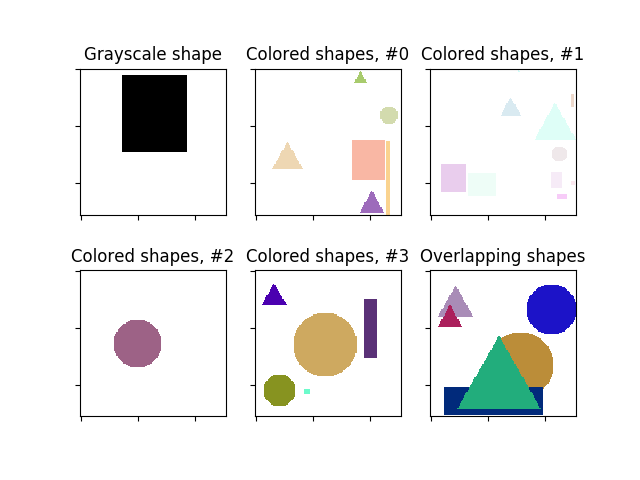 Grayscale shape
Colored shapes, #0
Colored shapes, #1
Colored shapes, #2
Colored shapes, #3
Overlapping shapes